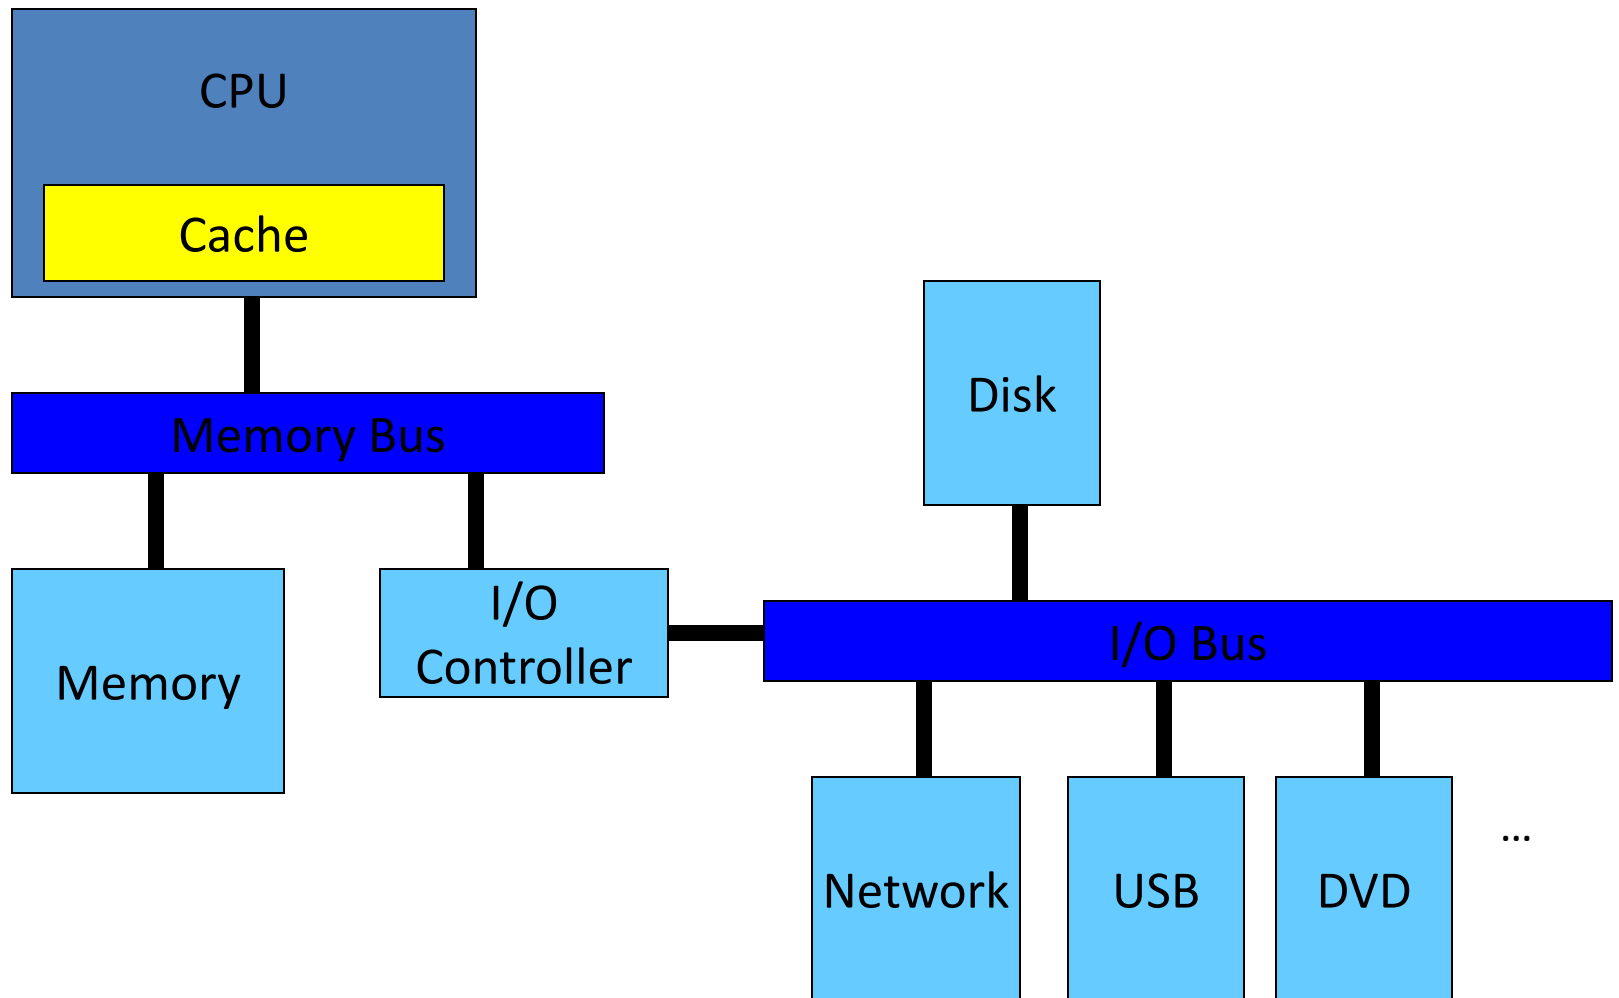 CPU
Cache
Memory Bus
Disk
Memory
I/O
Controller
I/O Bus
Network
USB
DVD
...